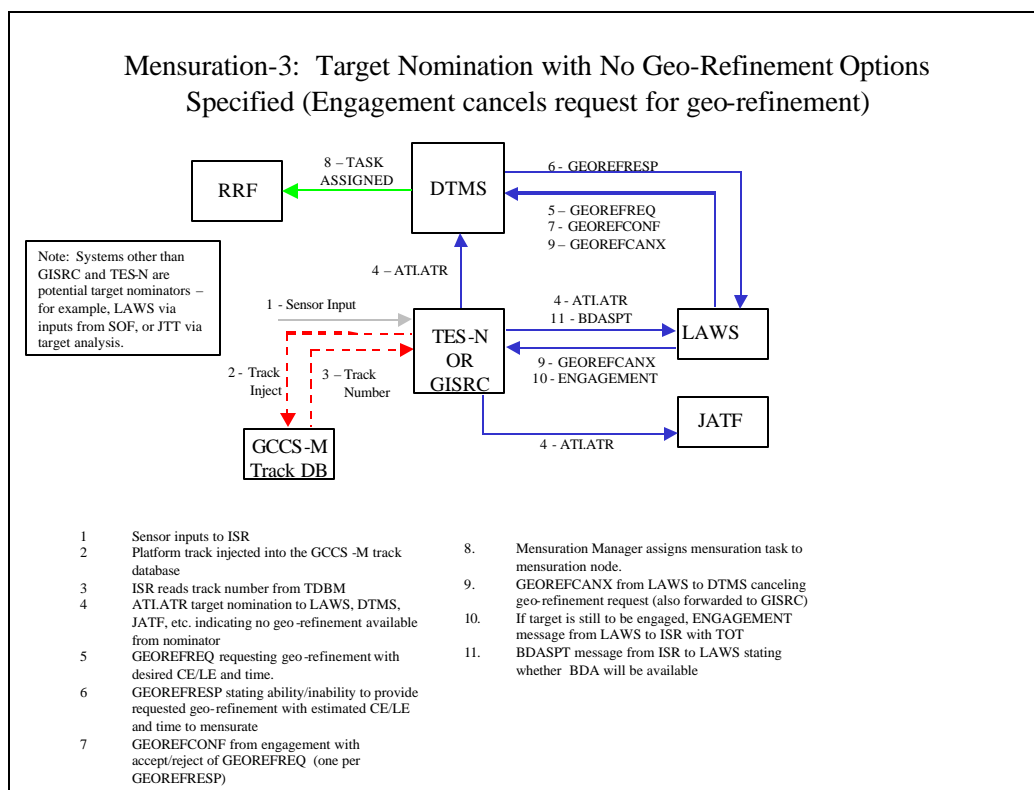 Mensuration-3: Target Nomination with No Geo-Refinement Options
Specified (Engagement cancels request for geo-refinement)
8 – TASK
ASSIGNED
RRF
DTMS
6 - GEOREFRESP
5 – GEOREFREQ
7 - GEOREFCONF
9 – GEOREFCANX
Note: Systems other than
GISRC and TES-N are
potential target nominators –
for example, LAWS via
inputs from SOF, or JTT via
target analysis.
4 – ATI.ATR
1 - Sensor Input
4 - ATI.ATR
11 - BDASPT
TES-N
OR
GISRC
LAWS
9 - GEOREFCANX
10 - ENGAGEMENT
2 - Track
Inject
3 – Track
Number
JATF
4 - ATI.ATR
GCCS -M
Track DB
1 Sensor inputs to ISR
2 Platform track injected into the GCCS -M track
database
3 ISR reads track number from TDBM
4 ATI.ATR target nomination to LAWS, DTMS,
JATF, etc. indicating no geo -refinement available
from nominator
5 GEOREFREQ requesting geo -refinement with
desired CE/LE and time.
6 GEOREFRESP stating ability/inability to provide
requested geo-refinement with estimated CE/LE
and time to mensurate
7 GEOREFCONF from engagement with
accept/reject of GEOREFREQ (one per
GEOREFRESP)
8. Mensuration Manager assigns mensuration task to
mensuration node.
9. GEOREFCANX from LAWS to DTMS canceling
geo-refinement request (also forwarded to GISRC)
10. If target is still to be engaged, ENGAGEMENT
message from LAWS to ISR with TOT
11. BDASPT message from ISR to LAWS stating
whether BDA will be available